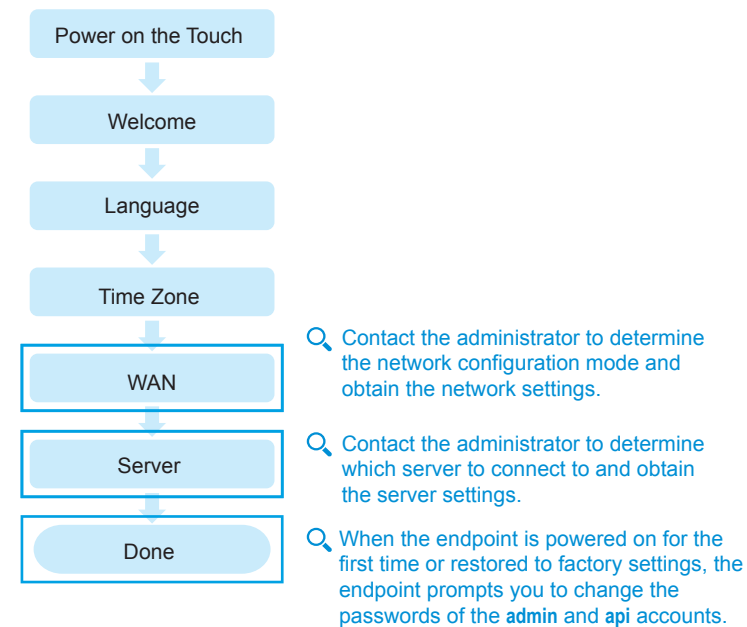 Power on the Touch
Welcome
Language
Time Zone
WAN
Contact the administrator to determine
the network configuration mode and
obtain the network settings.
Server
Contact the administrator to determine
which server to connect to and obtain
the server settings.
Done
When the endpoint is powered on for the
first time or restored to factory settings, the
endpoint prompts you to change the
passwords of the admin and api accounts.